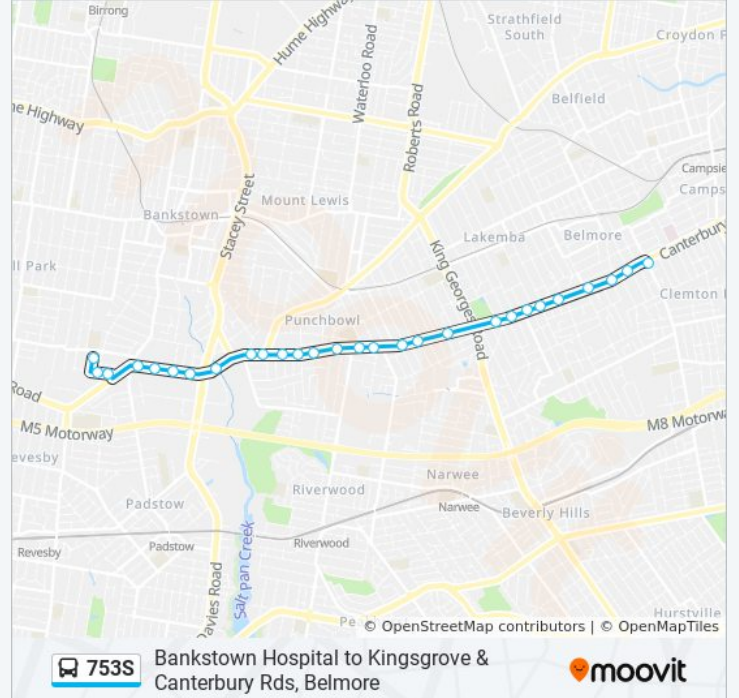 Birrong
Hume Highway
Strathfield
South
Croydon
Waterloo Road
Roberts Road
Belfield
Highway
Stacey Street
Mount Lewis
Bankstown
Campsie
Camps
Lakemba
Belmore
Canterbury
ll Park
King Georges Road
Clemton
Punchbowl
Road
M5 Motorway
M8 Motorwa
evesby
Narwee
Riverwood
Padstow
Narwee
Beverly Hills
Salt Pan Creek
Revesby
Padstow
Riverwood
Davies Road
Hurstville
Pe
© OpenStreetMap contributors | © OpenMapTiles
753S
Bankstown Hospital to Kingsgrove &
Canterbury Rds, Belmore
moovit